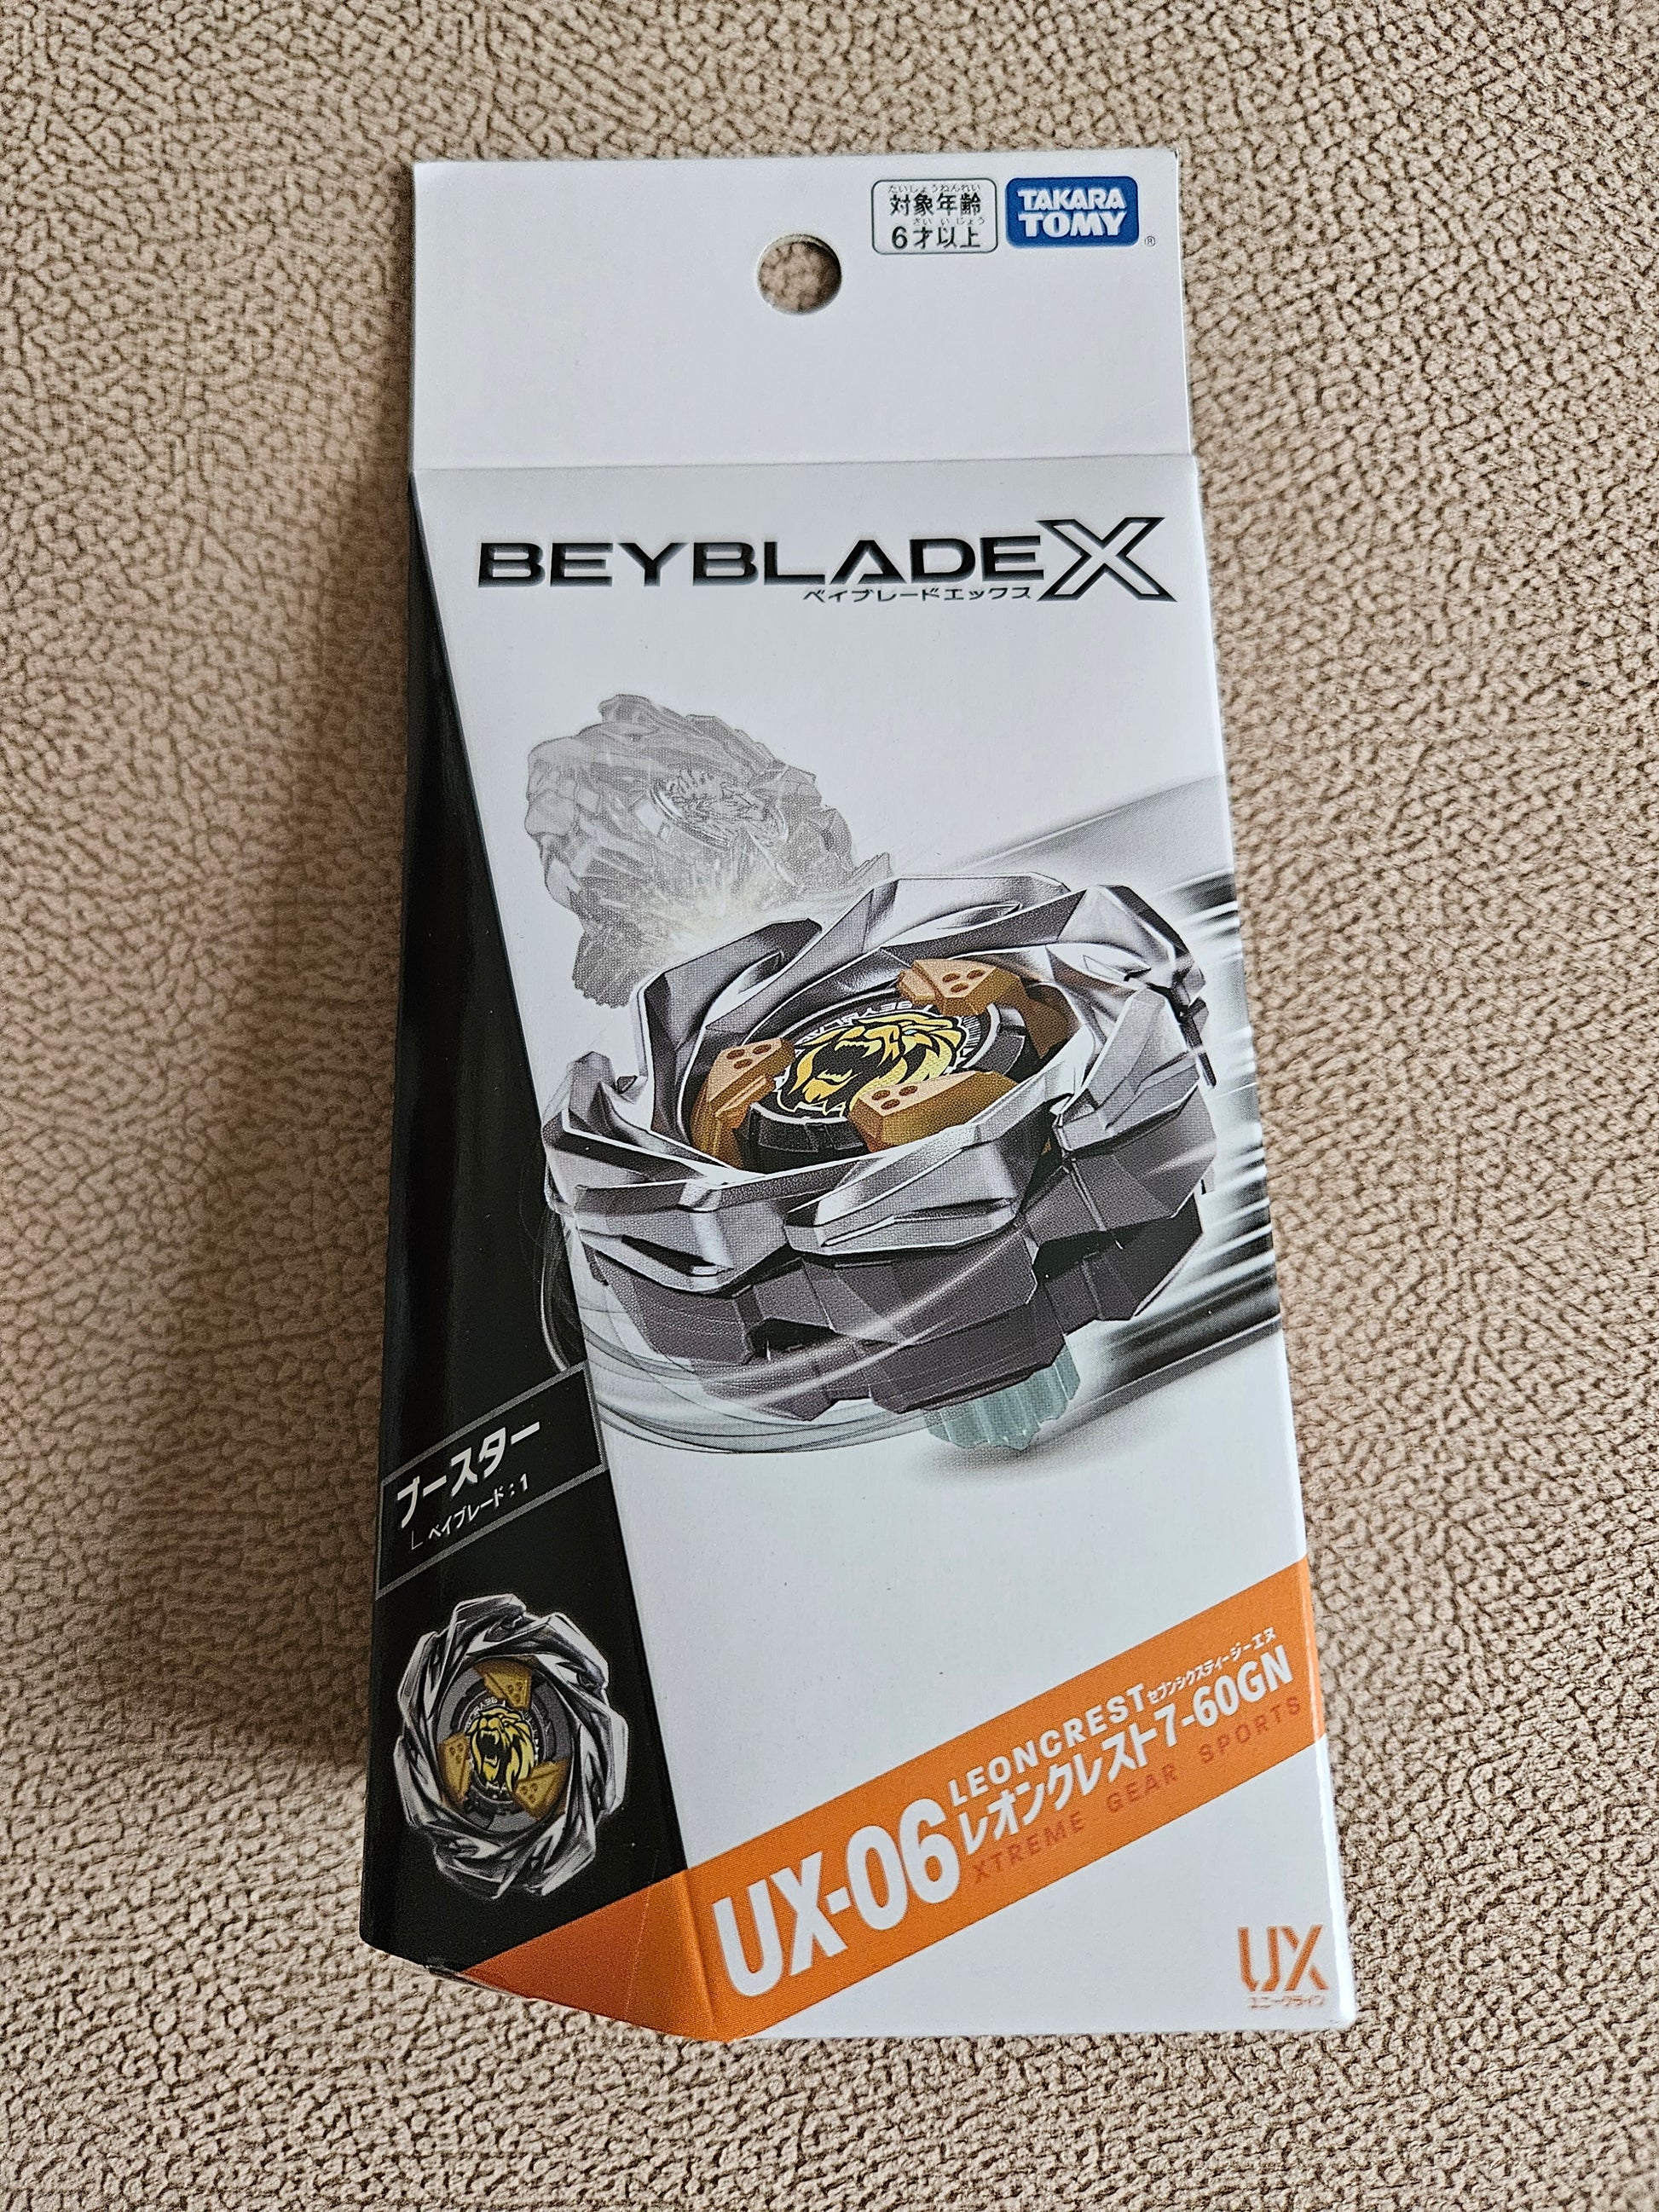 たいしょうねんれい
対象年齢
さい いじょう
6才以上
TAKARA
TOMY
®
BEYBLADE X
ベイブレードエックス
ブースター
└ ベイブレード:1
LEONCREST
セブンシクスティージーエヌ
UX-06
レオンクレスト7-60GN
XTREME GEAR SPORTS
UX
ユニークライン